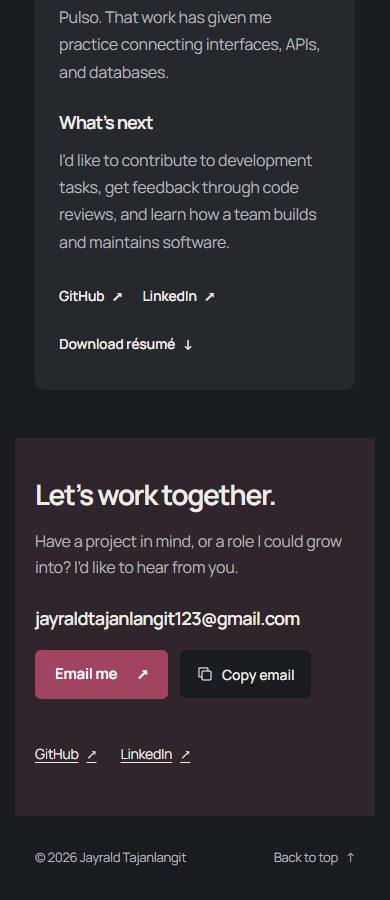 Pulso. That work has given me
practice connecting interfaces, APIs,
and databases.
What's next
I'd like to contribute to development
tasks, get feedback through code
reviews, and learn how a team builds
and maintains software.
GitHub ↗ LinkedIn ↗
Download résumé ↓
Let's work together.
Have a project in mind, or a role I could grow
into? I'd like to hear from you.
jayraldtajanlangit123@gmail.com
Email me ↗ Copy email
GitHub ↗ LinkedIn ↗
© 2026 Jayrald Tajanlangit Back to top ↑